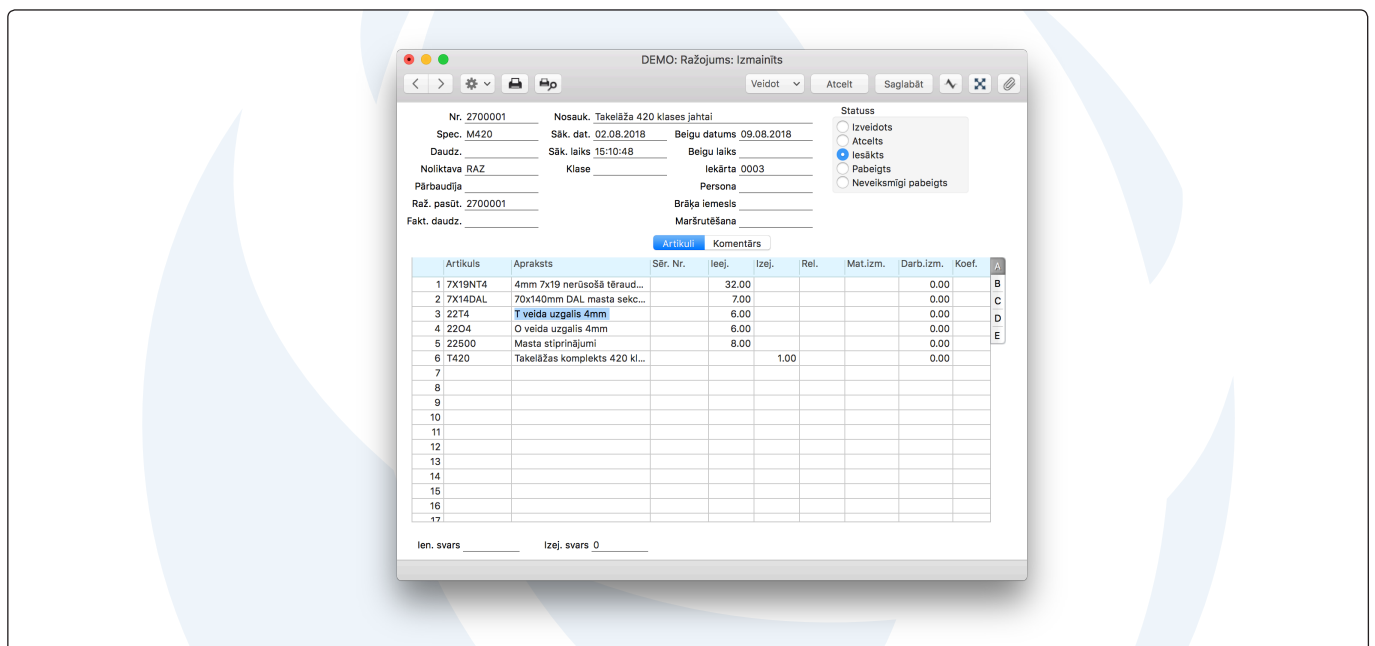 DEMO: Ražojums: Izmainīts
Veidot Atcelt Saglabāt
Nr. 2700001 Nosauk. Takelāža 420 klases jahtai Statuss
Spec. M420 Sāk. dat. 02.08.2018 Beigu datums 09.08.2018 Izveidots
Atcelts
Daudz. Sāk. laiks 15:10:48 Beigu laiks Iesākts
Noliktava RAZ Klase Iekārta 0003 Pabeigts
Pārbaudīja Persona Neveiksmīgi pabeigts
Raž. pasūt. 2700001 Brāķa iemesls
Fakt. daudz. Maršrutēšana
Artikuli Komentārs
Artikuls Apraksts Sēr. Nr. Ieej. Izej. Rel. Mat.izm. Darb.izm. Koef. A
1 7X19NT4 4mm 7x19 nerūsošā tēraud... 32.00 0.00 B
2 7X14DAL 70x140mm DAL masta sekc... 7.00 0.00 C
3 22T4 T veida uzgalis 4mm 6.00 0.00 D
4 22O4 O veida uzgalis 4mm 6.00 0.00 E
5 22500 Masta stiprinājumi 8.00 0.00
6 T420 Takelāžas komplekts 420 kl... 1.00 0.00
7
8
9
10
11
12
13
14
15
16
17
Ien. svars Izej. svars 0